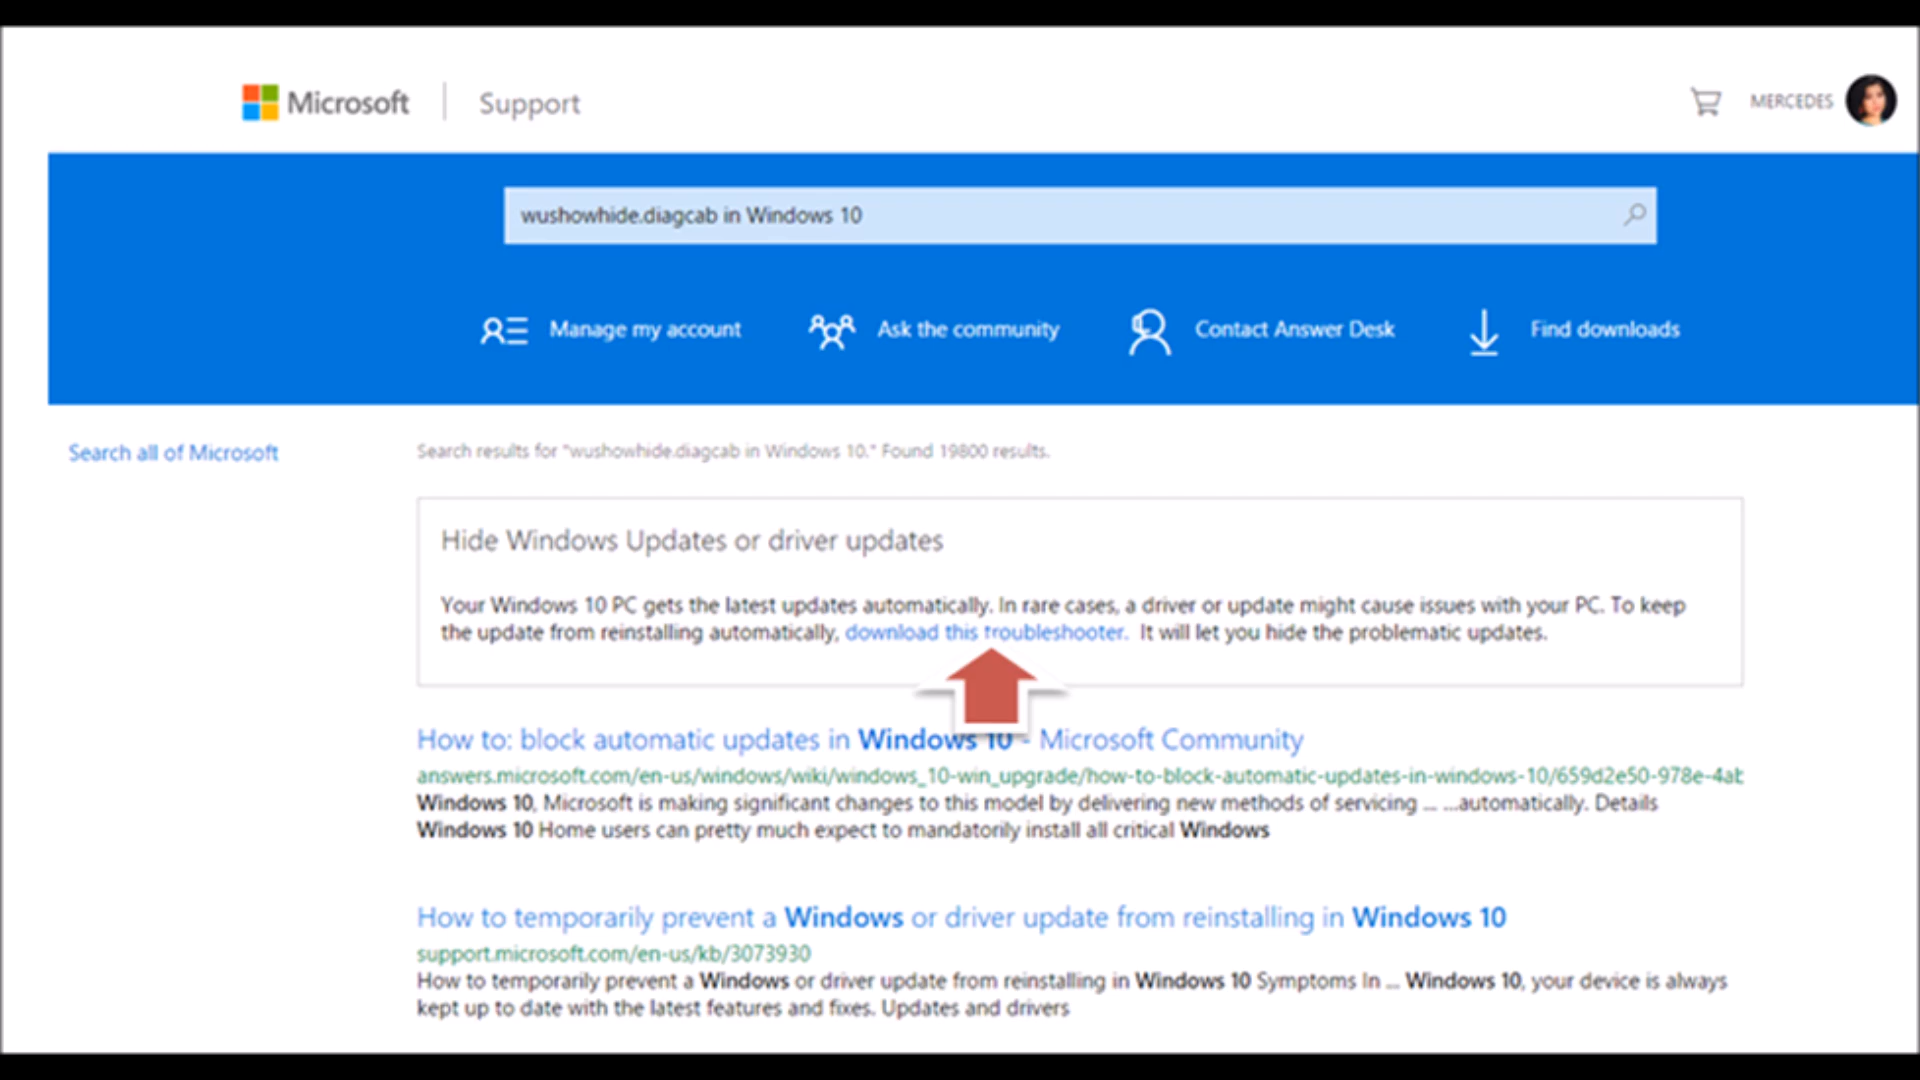 Microsoft
Support
MERCEDES
wushowhide.diagcab in Windows 10
Manage my account
Ask the community
Contact Answer Desk
Find downloads
Search all of Microsoft
Search results for "wushowhide.diagcab in Windows 10." Found 19800 results.
Hide Windows Updates or driver updates
Your Windows 10 PC gets the latest updates automatically. In rare cases, a driver or update might cause issues with your PC. To keep
the update from reinstalling automatically, download this troubleshooter. It will let you hide the problematic updates.
How to: block automatic updates in Windows 10 - Microsoft Community
answers.microsoft.com/en-us/windows/wiki/windows_10-win_upgrade/how-to-block-automatic-updates-in-windows-10/659d2e50-978e-4ab
Windows 10, Microsoft is making significant changes to this model by delivering new methods of servicing ... ...automatically. Details
Windows 10 Home users can pretty much expect to mandatorily install all critical Windows
How to temporarily prevent a Windows or driver update from reinstalling in Windows 10
support.microsoft.com/en-us/kb/3073930
How to temporarily prevent a Windows or driver update from reinstalling in Windows 10 Symptoms In ... Windows 10, your device is always
kept up to date with the latest features and fixes. Updates and drivers